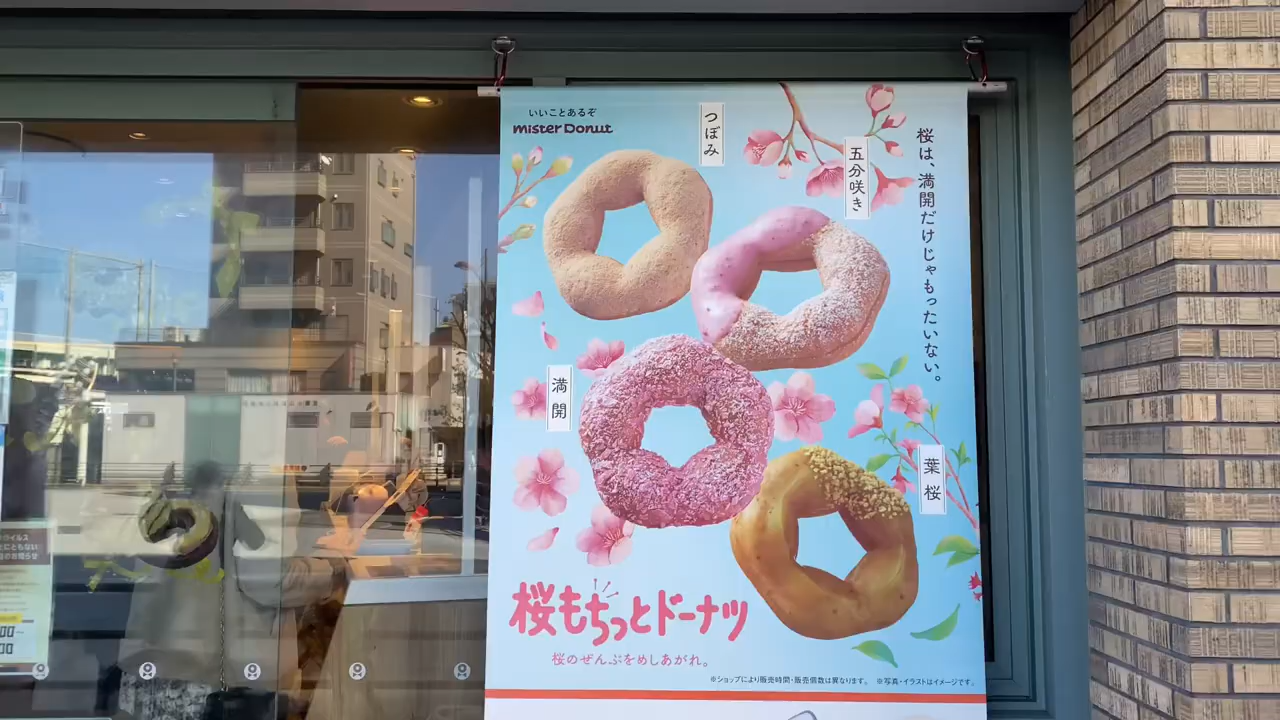 いいことあるぞ
mister Donut
つぼみ
五分咲き
桜は、満開だけじゃもったいない。
満開
葉桜
桜もちっとドーナツ
桜のぜんぶをめしあがれ。
※ショップにより販売時間・販売個数は異なります。 ※写真・イラストはイメージです。